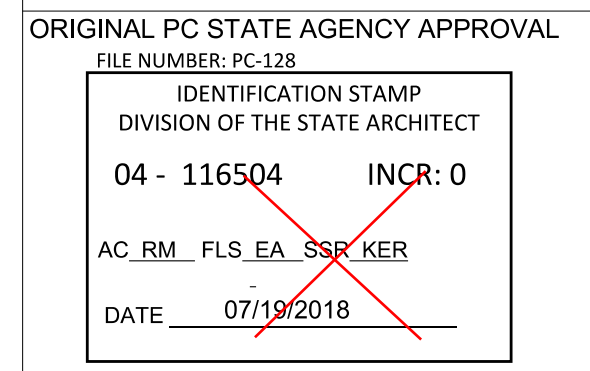 ORIGINAL PC STATE AGENCY APPROVAL
FILE NUMBER: PC-128
IDENTIFICATION STAMP
DIVISION OF THE STATE ARCHITECT
04 - 116504 INCR: 0
AC RM FLS EA SSR KER
DATE 07/19/2018